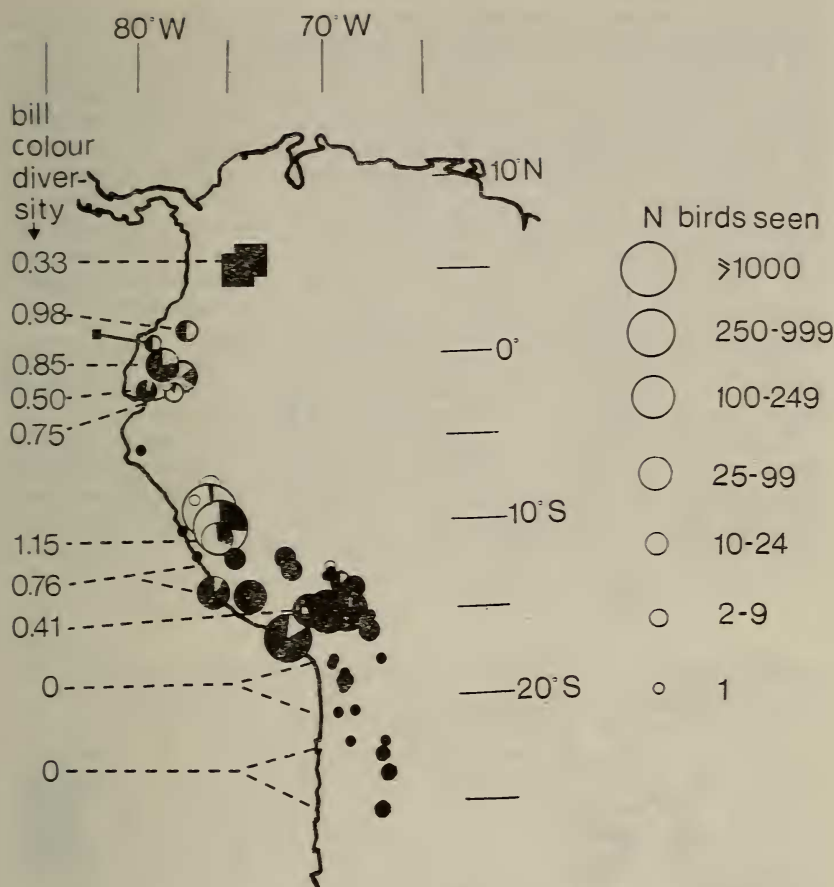 80°W 70°W
bill
colour
diver-
sity
10°N
N birds seen
0.33
⩾1000
0.98
250-999
0°
0.85
0.50
100-249
0.75
25-99
10°S
1.15
10-24
0.76
0.41
2-9
0
20°S
1
0